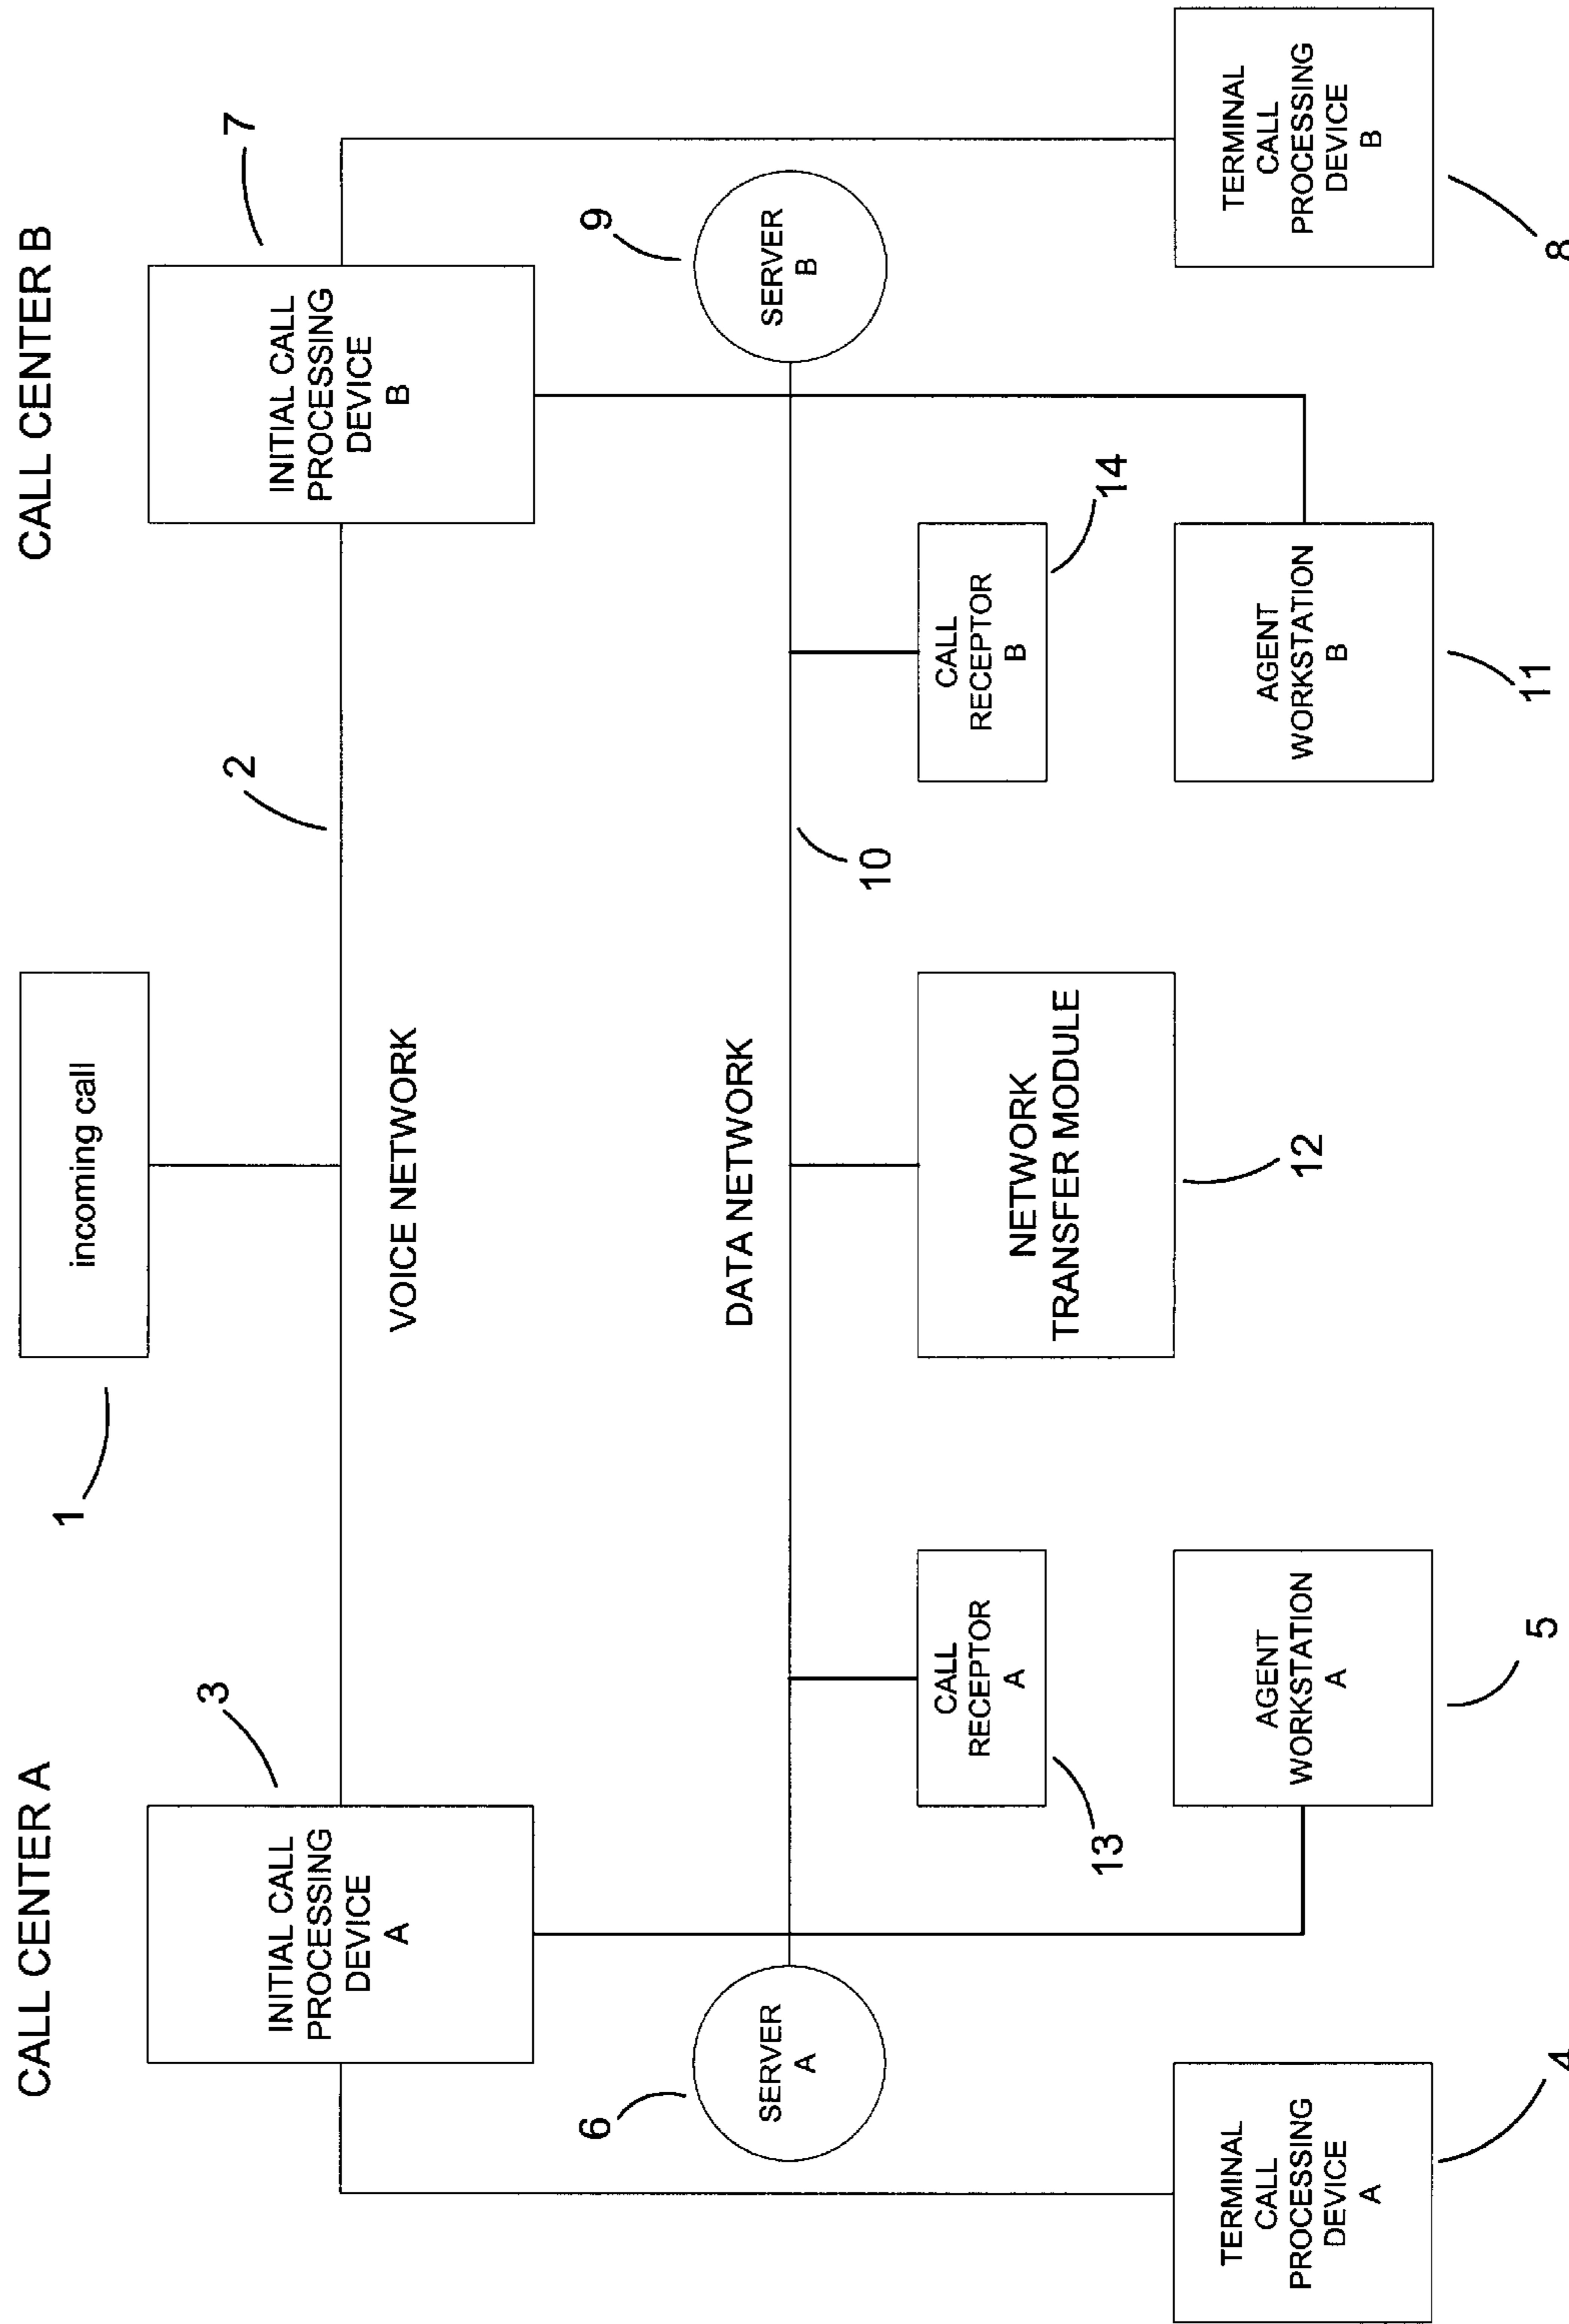 CALL CENTER A
CALL CENTER B
1
incoming call
3
INITIAL CALL
PROCESSING
DEVICE
A
2
7
INITIAL CALL
PROCESSING
DEVICE
B
VOICE NETWORK
6
SERVER
A
DATA NETWORK
9
SERVER
B
10
13
CALL
RECEPTOR
A
NETWORK
TRANSFER MODULE
12
CALL
RECEPTOR
B
14
TERMINAL
CALL
PROCESSING
DEVICE
A
4
AGENT
WORKSTATION
A
5
AGENT
WORKSTATION
B
11
TERMINAL
CALL
PROCESSING
DEVICE
B
8